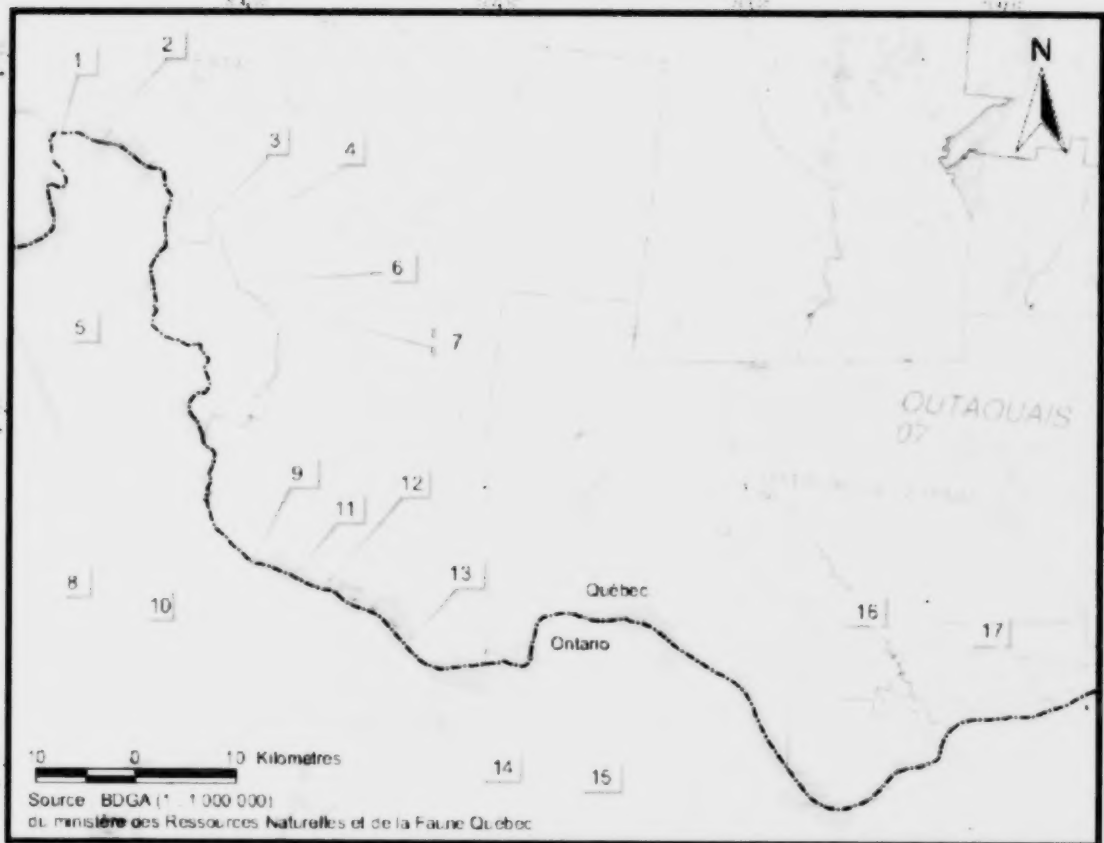 N
1
2
3
4
6
5
7
OUTAOUAIS
07
9
12
11
8
10
13
Québec
Ontario
16
17
14
15
10 0 10 Kilomètres
Source BDGA (1 : 1 000 000)
du ministère des Ressources Naturelles et de la Faune Québec